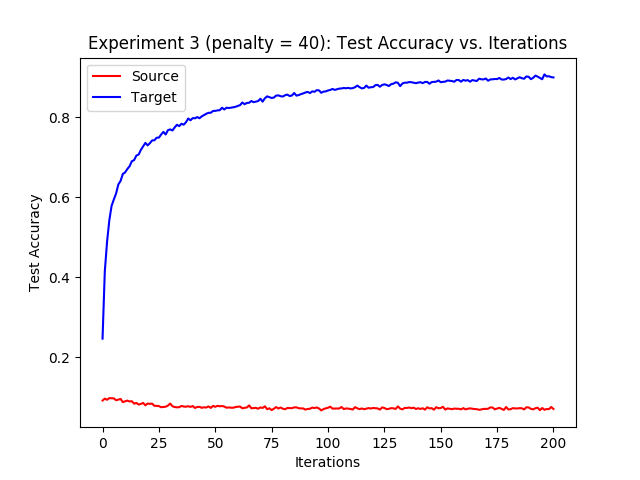 Experiment 3 (penalty = 40): Test Accuracy vs. Iterations
Source
Target
Test Accuracy
0.8
0.6
0.4
0.2
0 25 50 75 100 125 150 175 200
Iterations